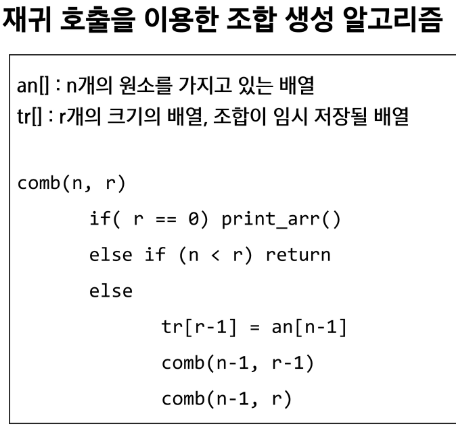 재귀 호출을 이용한 조합 생성 알고리즘
an[] : n개의 원소를 가지고 있는 배열
tr[] : r개의 크기의 배열, 조합이 임시 저장될 배열
comb(n, r)
if( r == 0) print_arr()
else if (n < r) return
else
tr[r-1] = an[n-1]
comb(n-1, r-1)
comb(n-1, r)